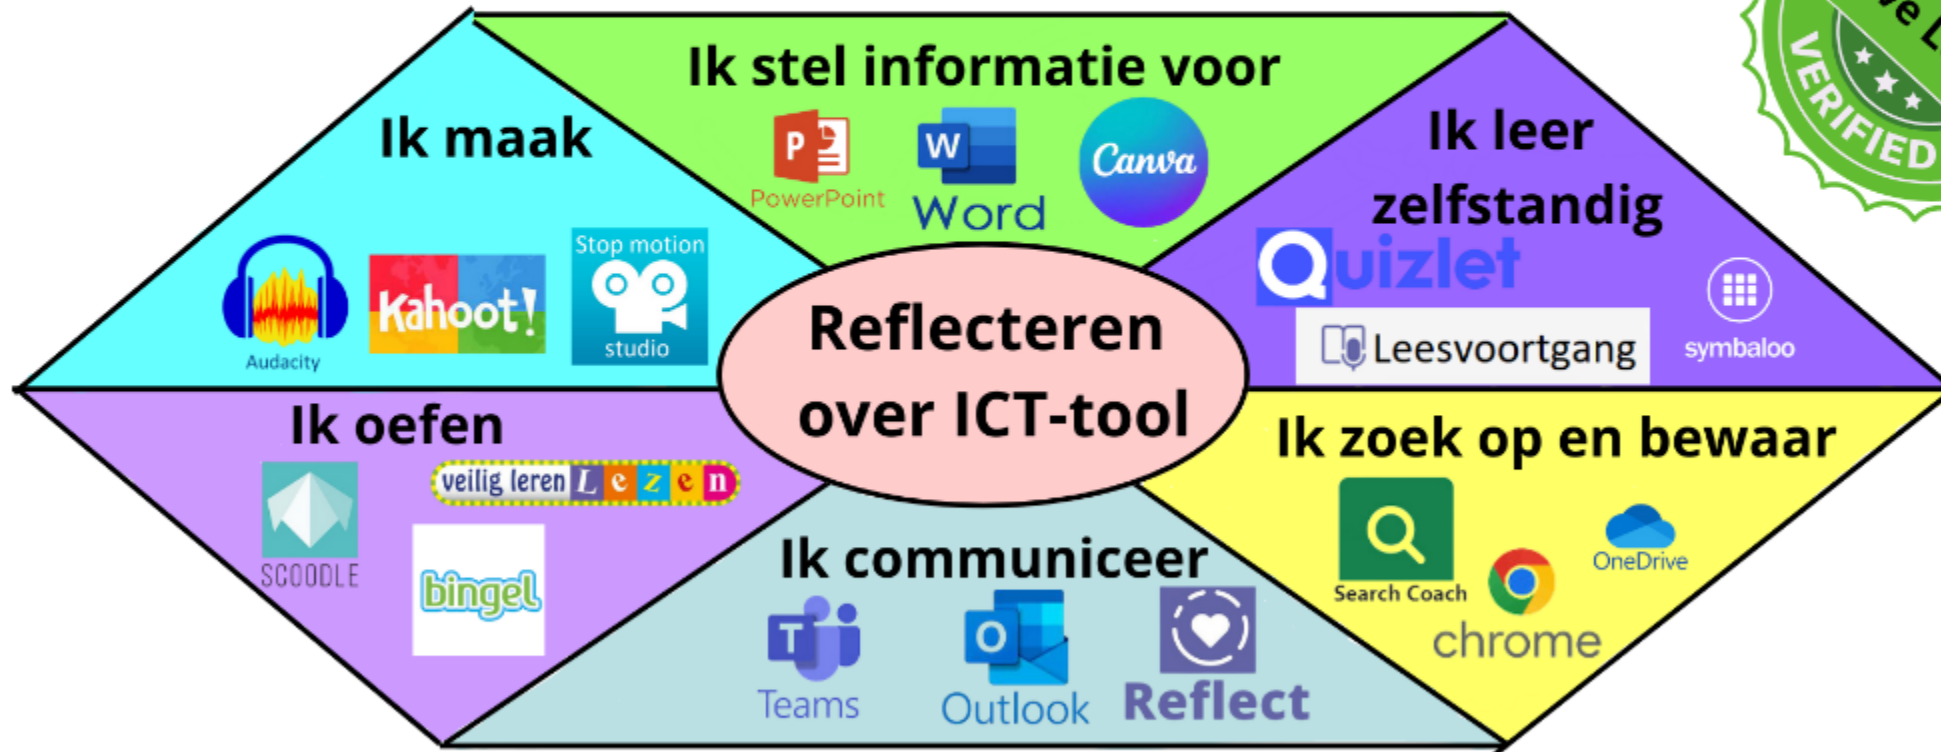 Ik stel informatie voor
P
PowerPoint
W
Word
Canva
Ik maak
Audacity
Kahoot!
Stop motion
studio
Ik leer
zelfstandig
Quizlet
Leesvoortgang
symbaloo
VERIFIED
Reflecteren
over ICT-tool
Ik oefen
SCOODLE
veilig leren Lezen
bingel
Ik communiceer
T
Teams
O
Outlook
Reflect
Ik zoek op en bewaar
Search Coach
chrome
OneDrive